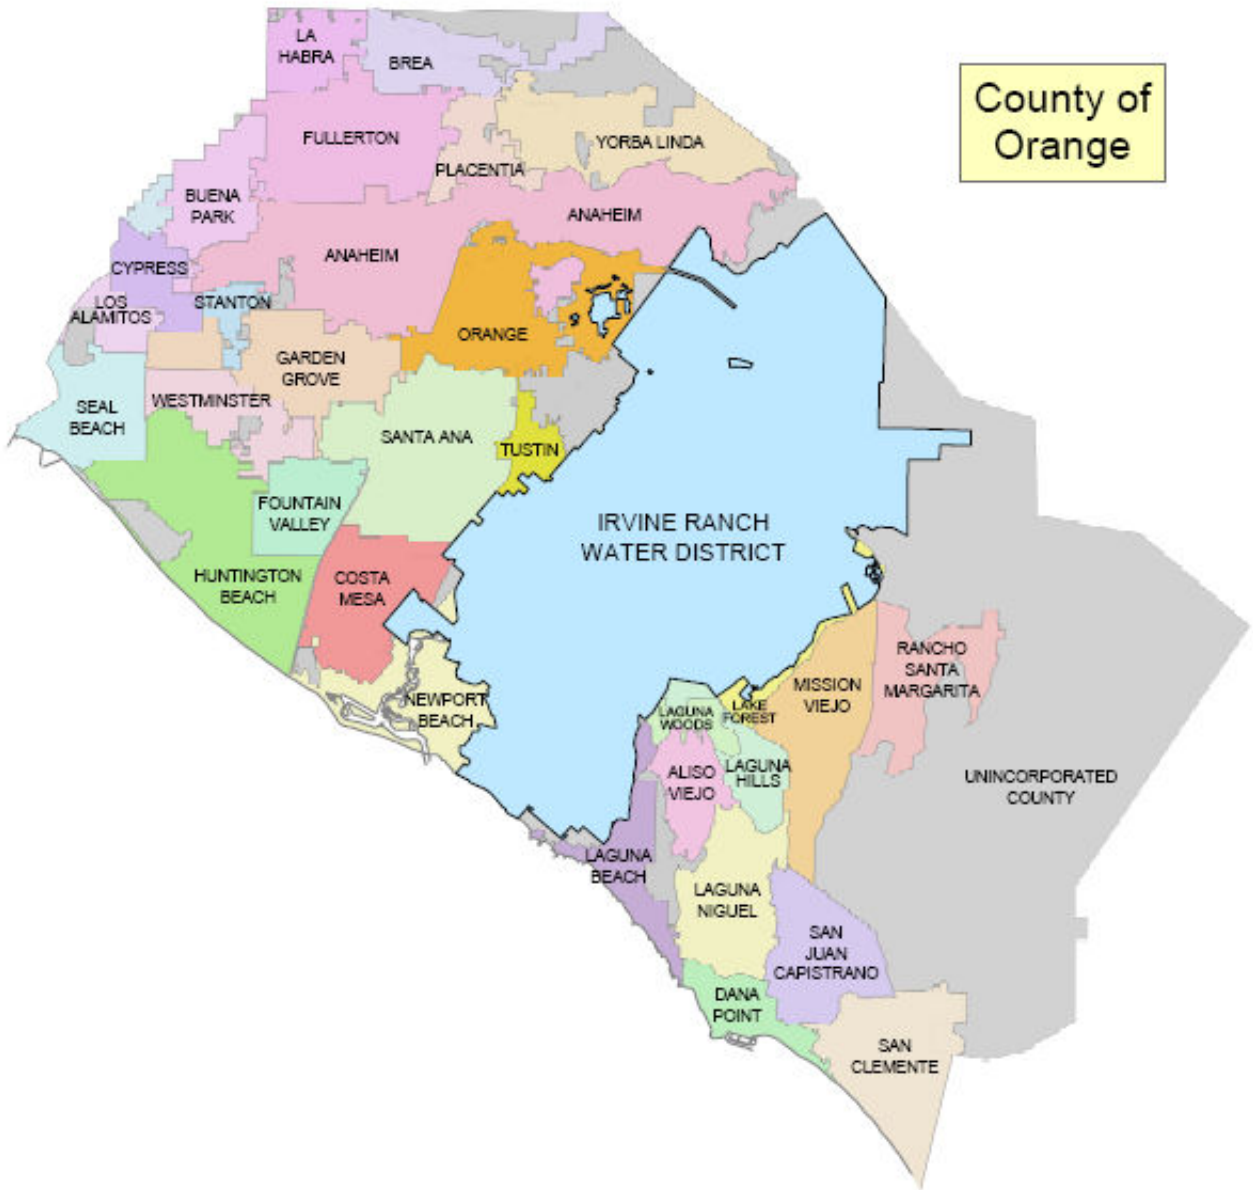 LA
HABRA
BREA
County of
Orange
FULLERTON
YORBA LINDA
PLACENTIA
BUENA
PARK
ANAHEIM
ANAHEIM
CYPRESS
LOS
ALAMITOS
STANTON
ORANGE
GARDEN
GROVE
WESTMINSTER
SEAL
BEACH
SANTA ANA
TUSTIN
FOUNTAIN
VALLEY
IRVINE RANCH
WATER DISTRICT
HUNTINGTON
BEACH
COSTA
MESA
RANCHO
SANTA
MARGARITA
MISSION
VIEJO
NEWPORT
BEACH
LAGUNA
WOODS
LAKE
FOREST
ALISO
VIEJO
LAGUNA
HILLS
UNINCORPORATED
COUNTY
LAGUNA
BEACH
LAGUNA
NIGUEL
SAN
JUAN
CAPISTRANO
DANA
POINT
SAN
CLEMENTE